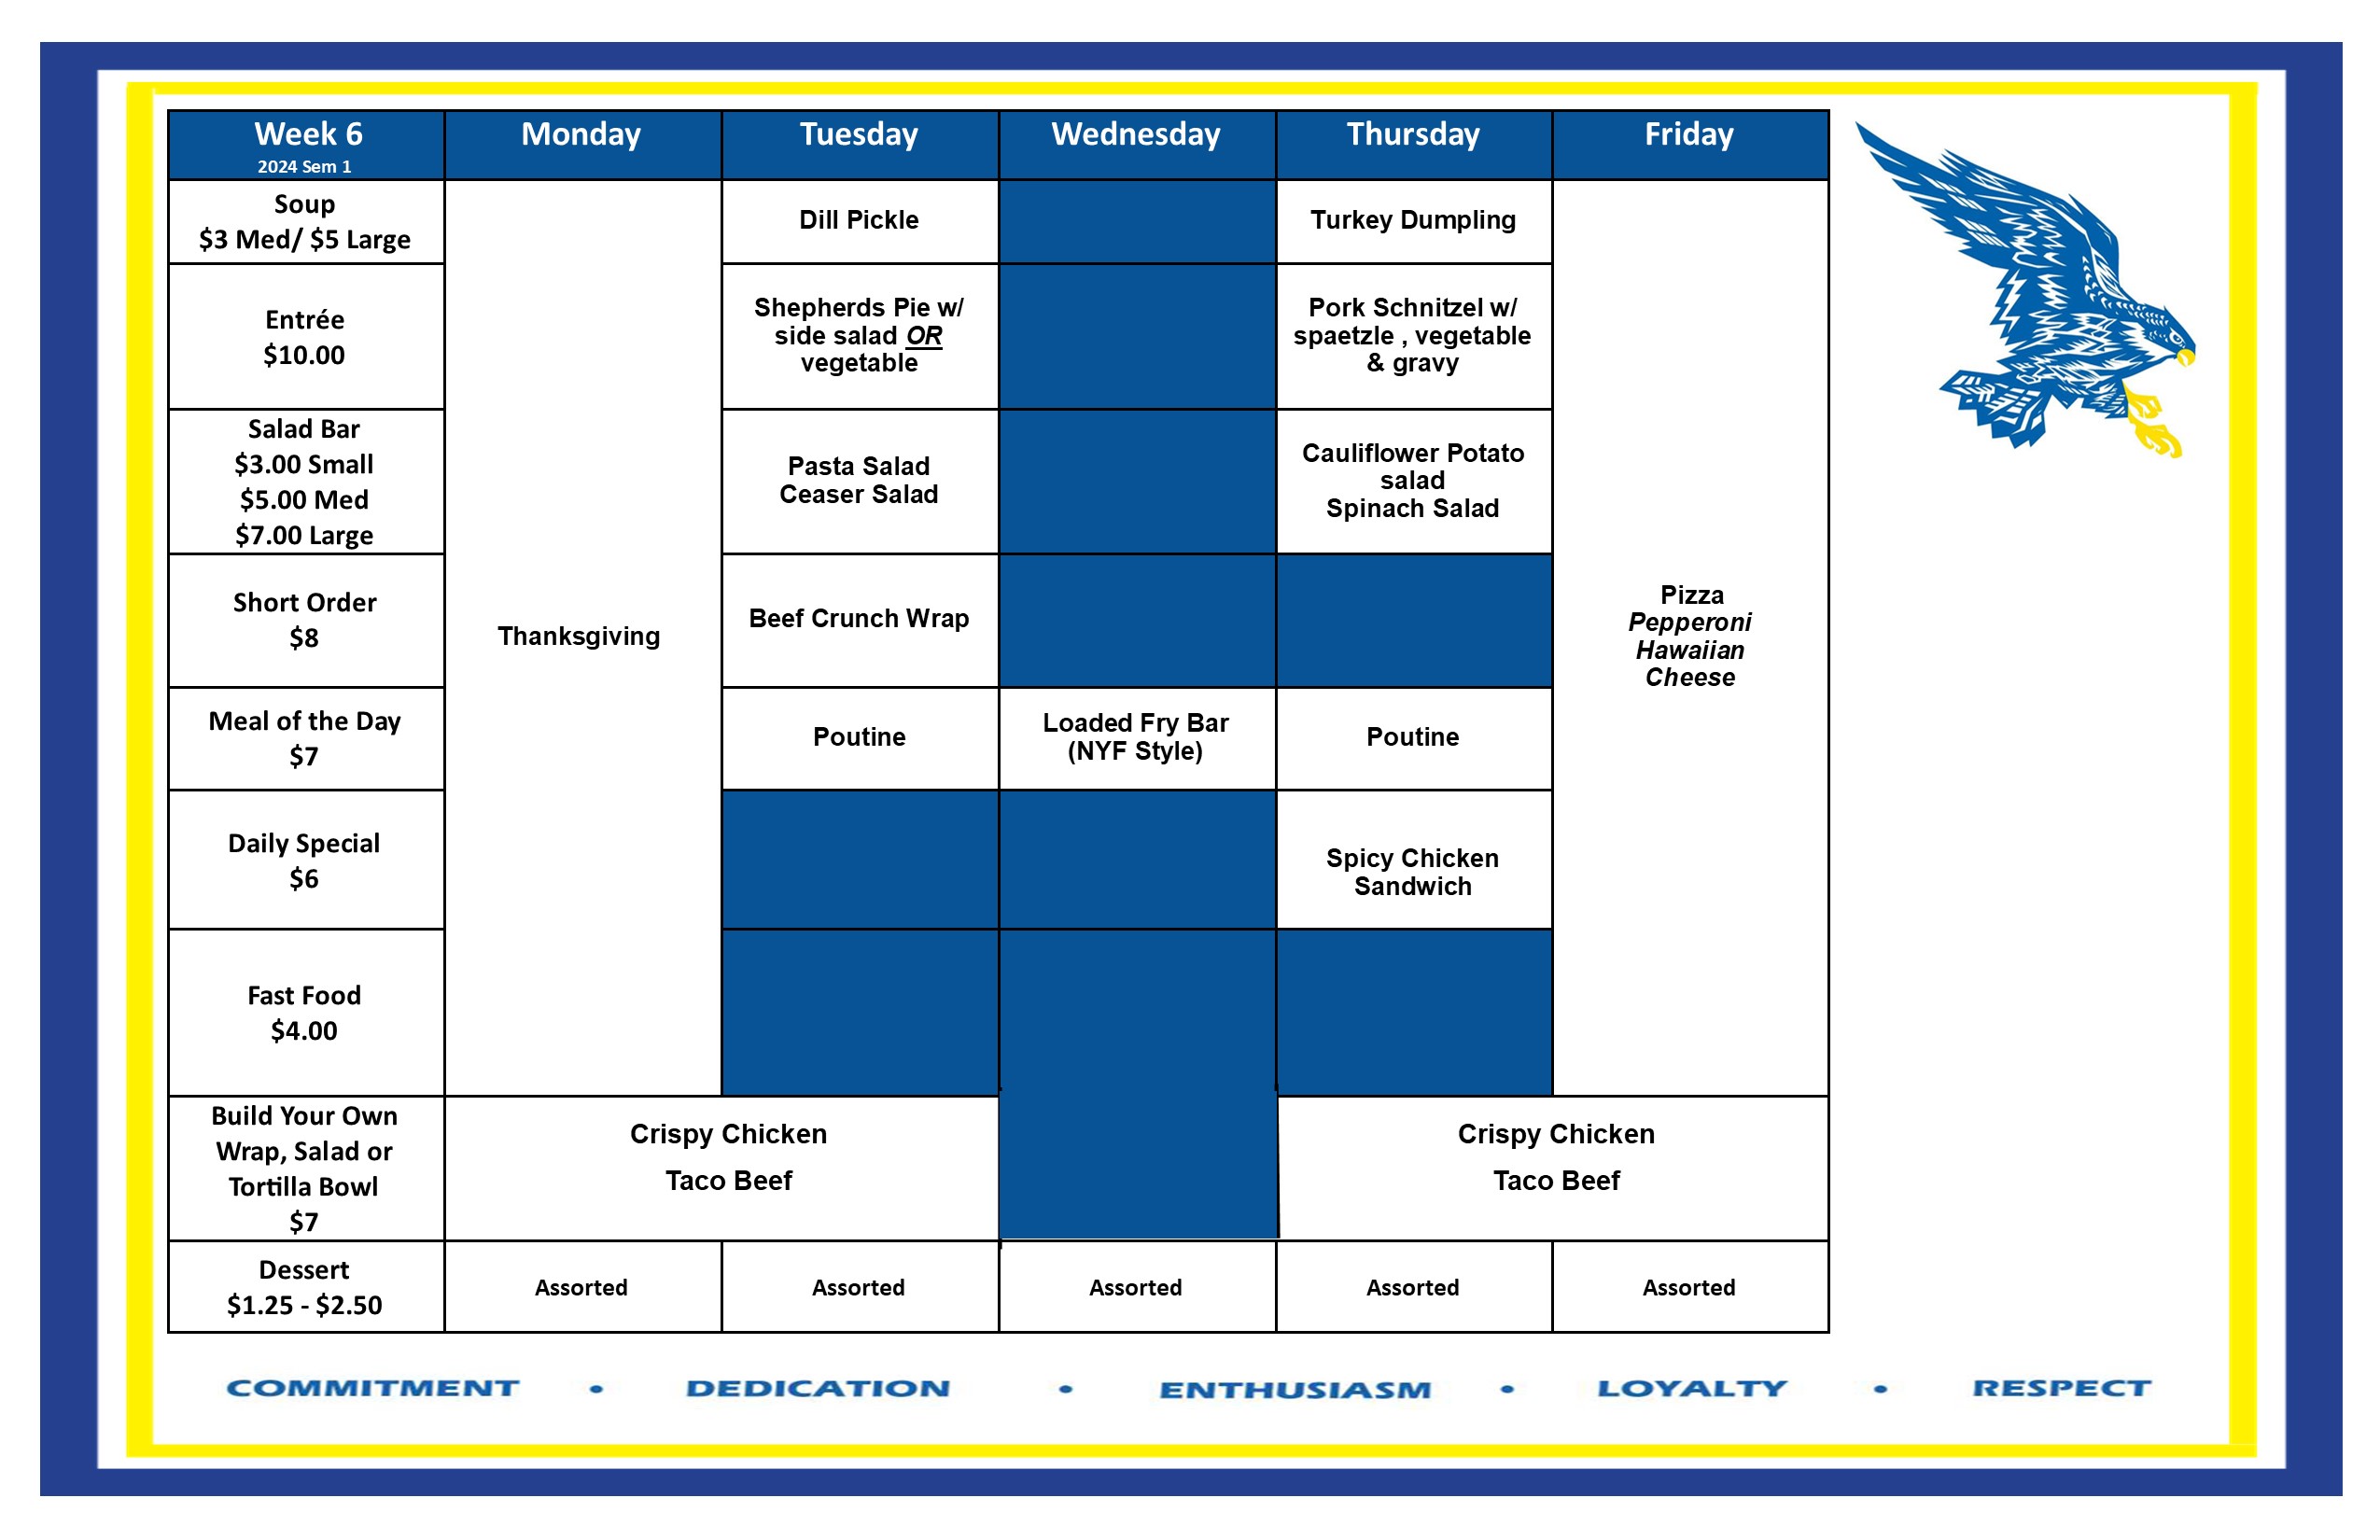 Week 6
2024 Sem 1
Monday
Tuesday
Wednesday
Thursday
Friday
Soup
$3 Med/ $5 Large
Dill Pickle
Turkey Dumpling
Entrée
$10.00
Shepherds Pie w/
side salad OR
vegetable
Pork Schnitzel w/
spaetzle , vegetable
& gravy
Salad Bar
$3.00 Small
$5.00 Med
$7.00 Large
Pasta Salad
Ceaser Salad
Cauliflower Potato
salad
Spinach Salad
Short Order
$8
Thanksgiving
Beef Crunch Wrap
Pizza
Pepperoni
Hawaiian
Cheese
Meal of the Day
$7
Poutine
Loaded Fry Bar
(NYF Style)
Poutine
Daily Special
$6
Spicy Chicken
Sandwich
Fast Food
$4.00
Build Your Own
Wrap, Salad or
Tortilla Bowl
$7
Crispy Chicken
Taco Beef
Crispy Chicken
Taco Beef
Dessert
$1.25 - $2.50
Assorted
Assorted
Assorted
Assorted
Assorted
COMMITMENT • DEDICATION • ENTHUSIASM • LOYALTY • RESPECT